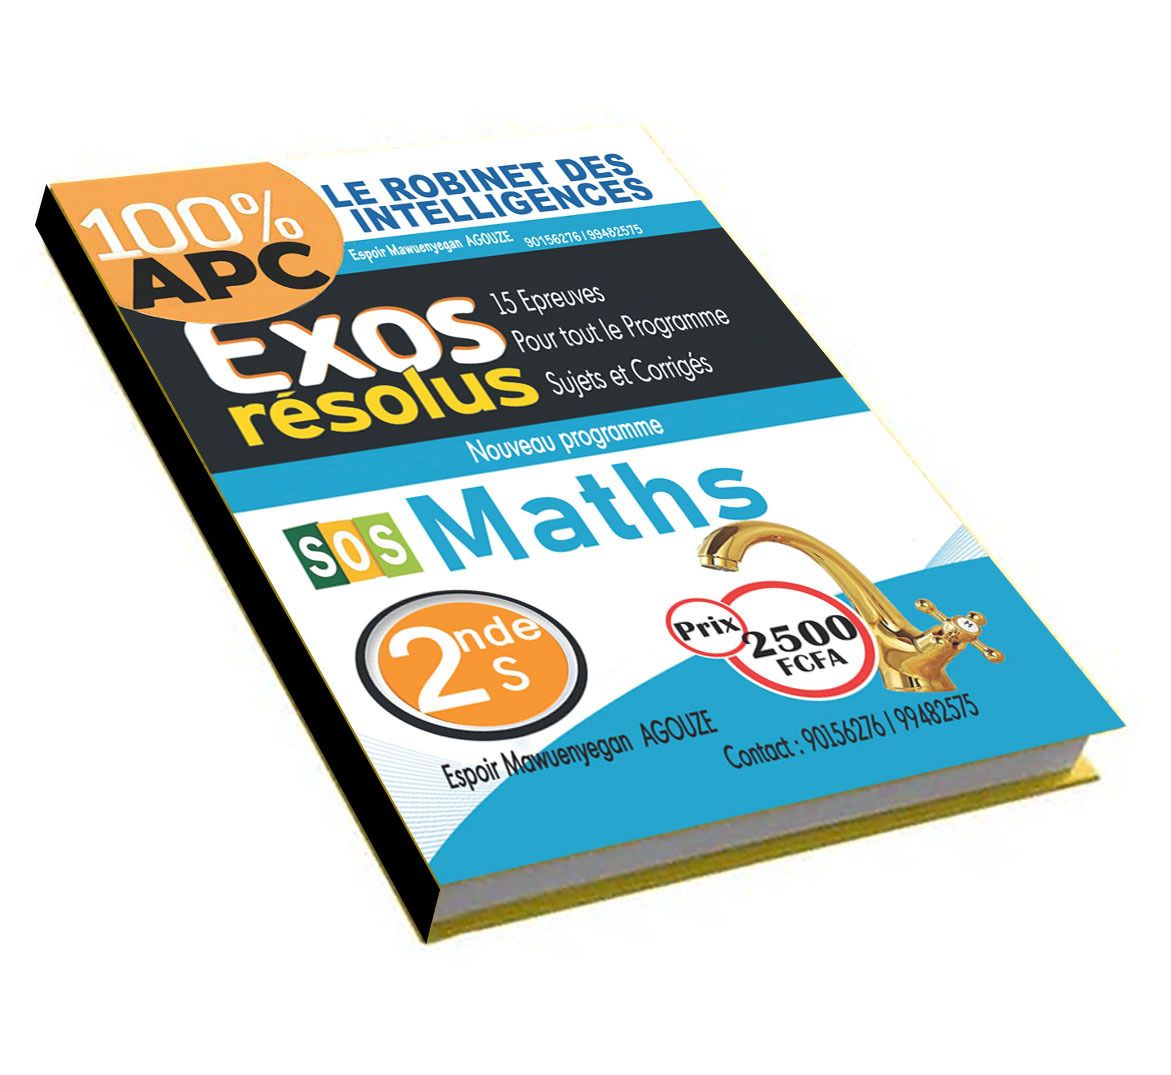 100%
APC
LE ROBINET DES
INTELLIGENCES
Espoir Mawuenyegan AGOUZE 90156276 / 99482575
Exos
résolus
15 Epreuves
Pour tout le Programme
Sujets et Corrigés
Nouveau programme
SOS Maths
2nde
S
Prix
2500
FCFA
Espoir Mawuenyegan AGOUZE
Contact : 90156276 / 99482575